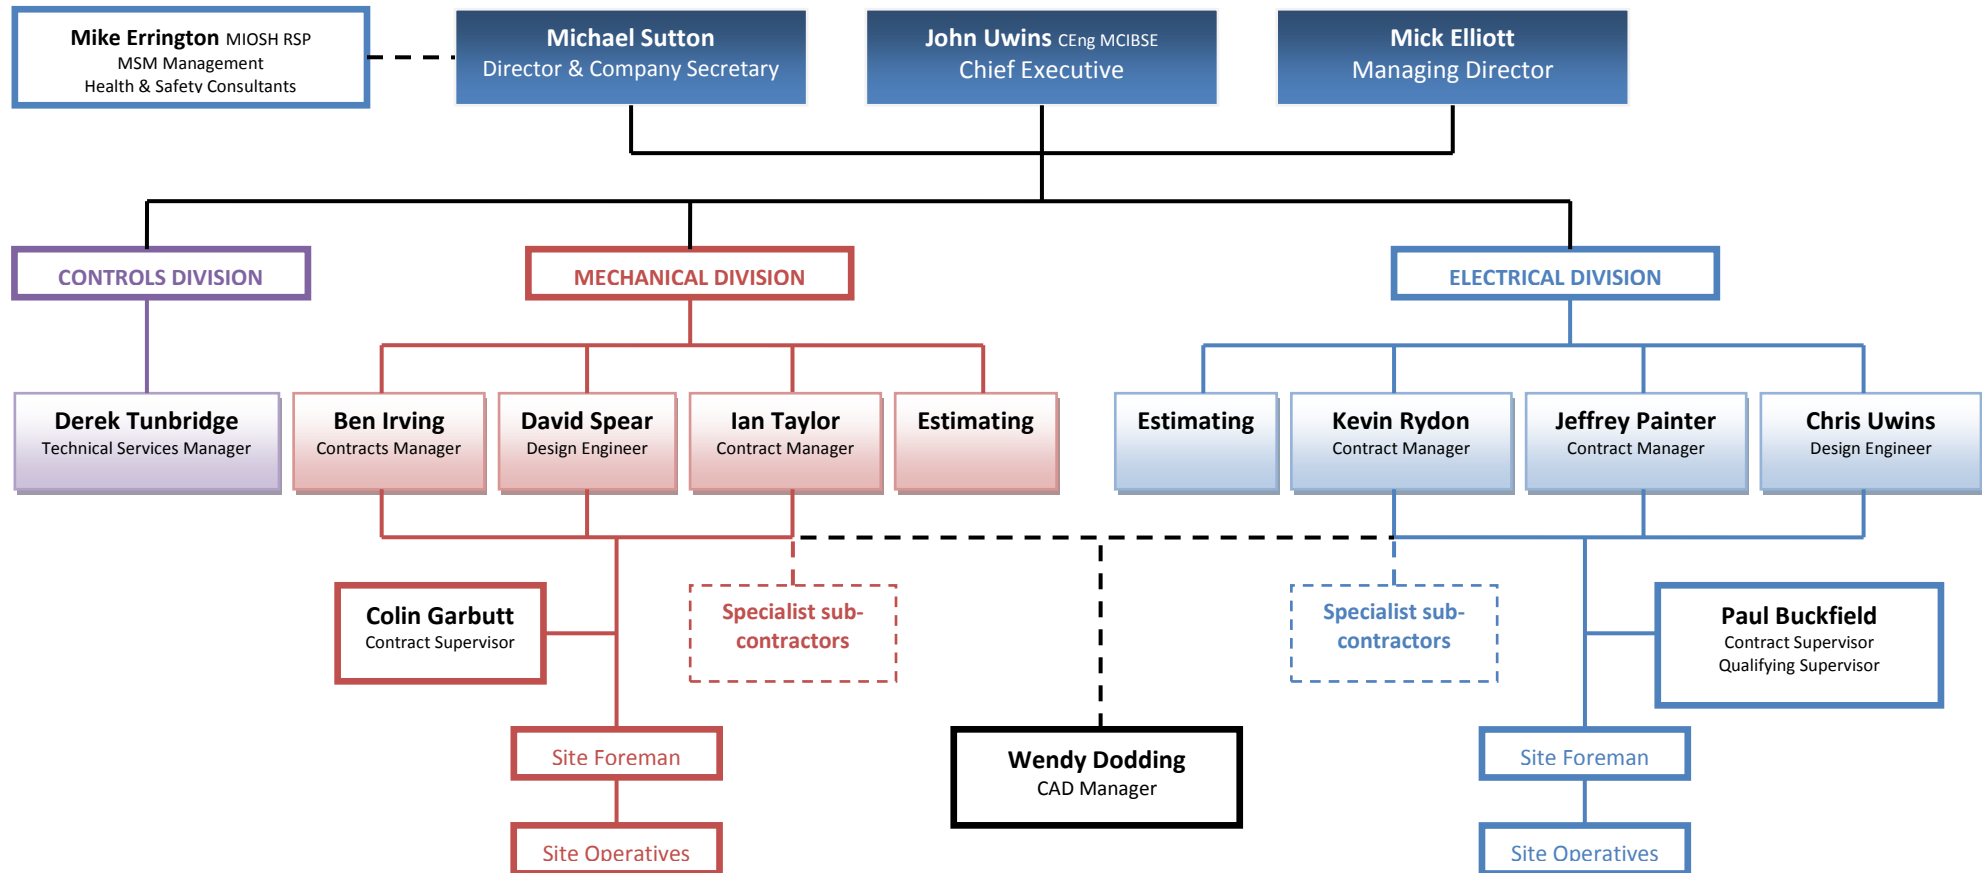 Mike Errington MIOSH RSP
MSM Management
Health & Safety Consultants
Michael Sutton
Director & Company Secretary
John Uwins CEng MCIBSE
Chief Executive
Mick Elliott
Managing Director
CONTROLS DIVISION
MECHANICAL DIVISION
ELECTRICAL DIVISION
Derek Tunbridge
Technical Services Manager
Ben Irving
Contracts Manager
David Spear
Design Engineer
Ian Taylor
Contract Manager
Estimating
Estimating
Kevin Rydon
Contract Manager
Jeffrey Painter
Contract Manager
Chris Uwins
Design Engineer
Colin Garbutt
Contract Supervisor
Specialist sub-
contractors
Specialist sub-
contractors
Paul Buckfield
Contract Supervisor
Qualifying Supervisor
Site Foreman
Wendy Dodding
CAD Manager
Site Foreman
Site Operatives
Site Operatives